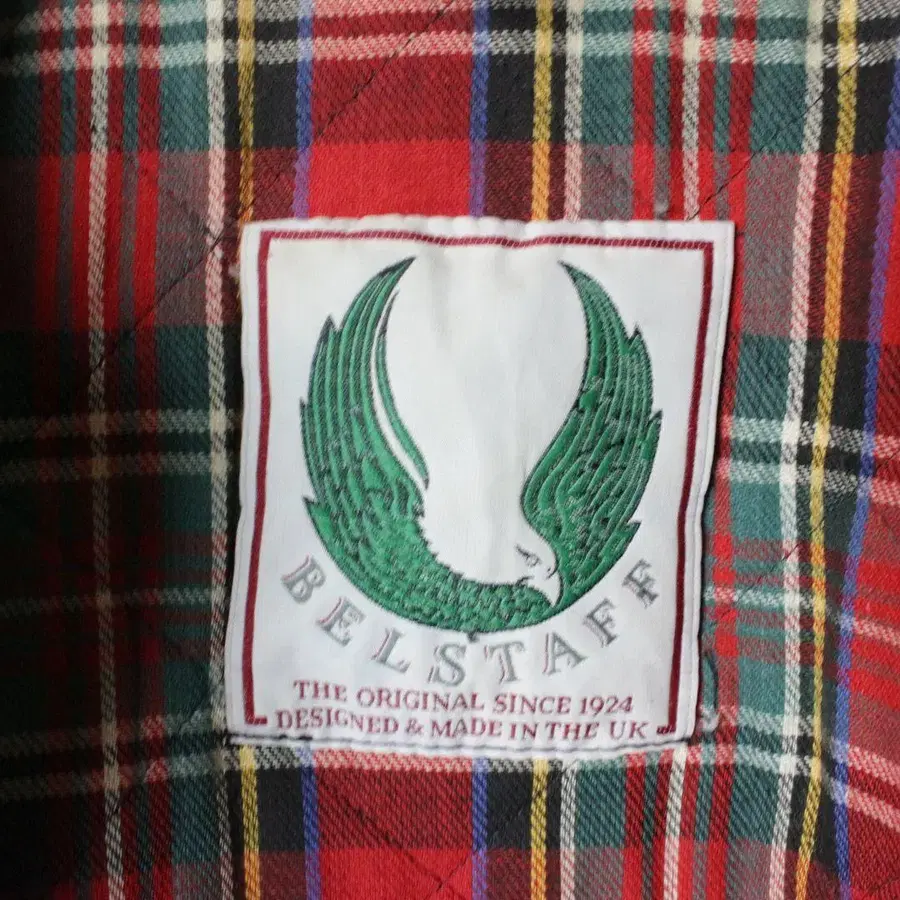 BELSTAFF
THE ORIGINAL SINCE 1924
DESIGNED & MADE IN THE UK